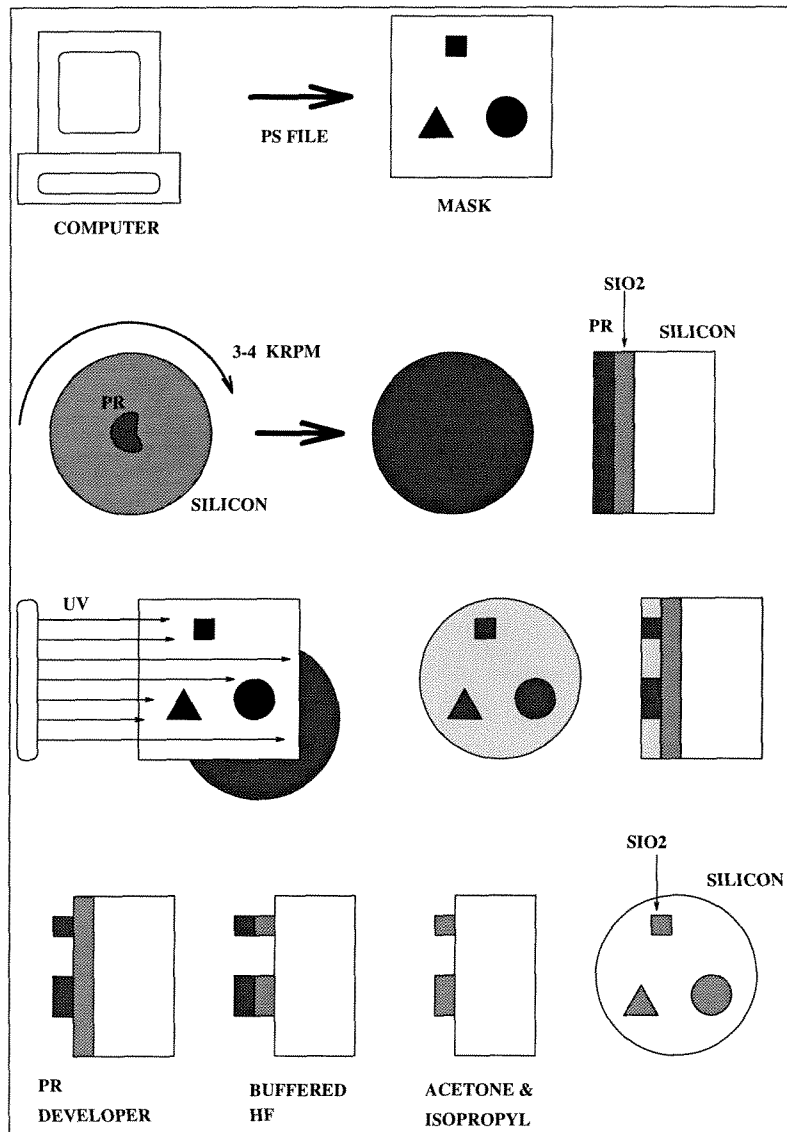 PS FILE
COMPUTER
MASK
SIO2
3-4 KRPM
PR
SILICON
PR
SILICON
UV
SIO2
SILICON
PR
DEVELOPER
BUFFERED
HF
ACETONE &
ISOPROPYL